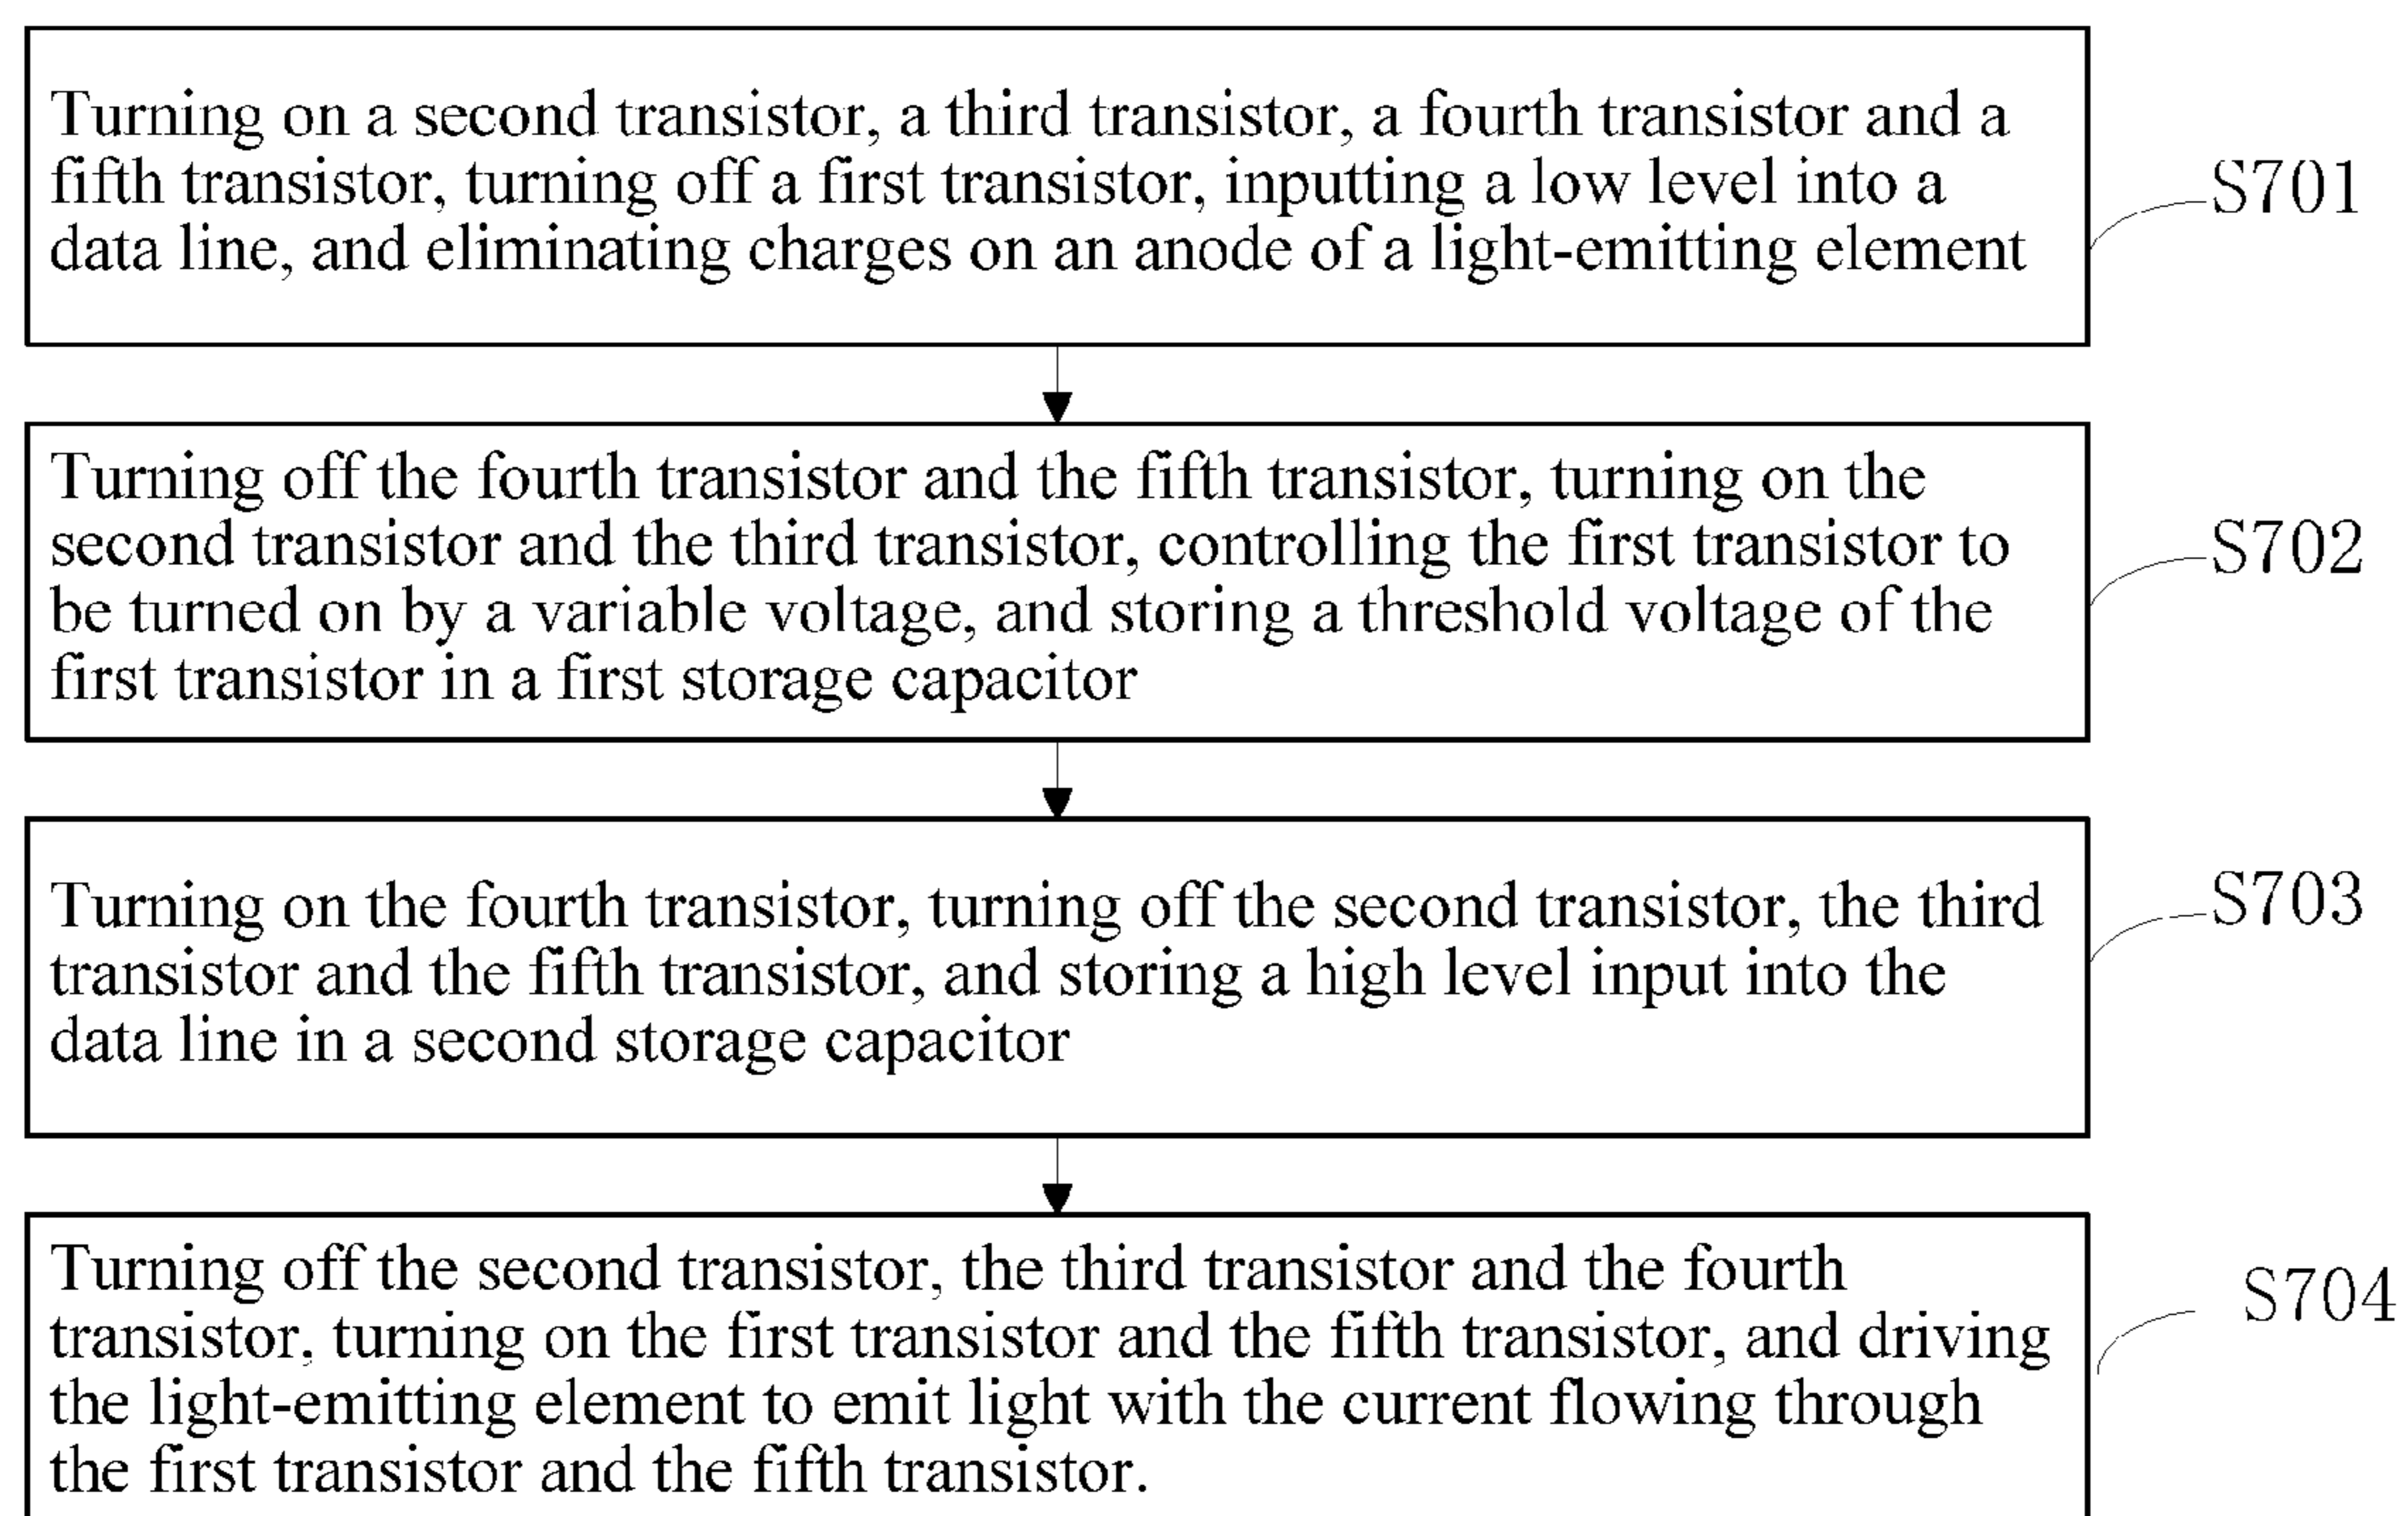 Turning on a second transistor, a third transistor, a fourth transistor and a
fifth transistor, turning off a first transistor, inputting a low level into a
data line, and eliminating charges on an anode of a light-emitting element
S701
Turning off the fourth transistor and the fifth transistor, turning on the
second transistor and the third transistor, controlling the first transistor to
be turned on by a variable voltage, and storing a threshold voltage of the
first transistor in a first storage capacitor
S702
Turning on the fourth transistor, turning off the second transistor, the third
transistor and the fifth transistor, and storing a high level input into the
data line in a second storage capacitor
S703
Turning off the second transistor, the third transistor and the fourth
transistor, turning on the first transistor and the fifth transistor, and driving
the light-emitting element to emit light with the current flowing through
the first transistor and the fifth transistor.
S704